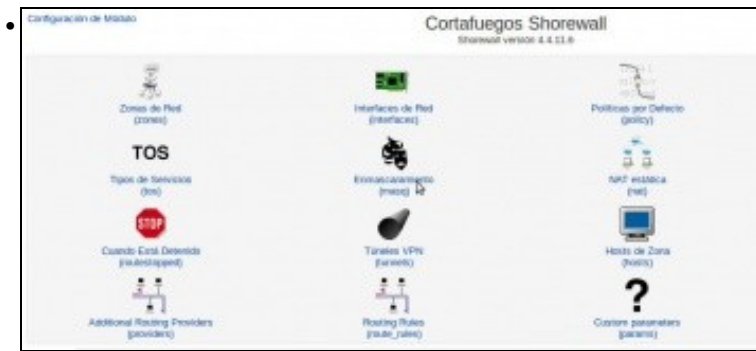 Configuración de Módulo
Cortafuegos Shorewall
Shorewall versión 4.4.11.6
Zonas de Red
(zones)
Interfaces de Red
(interfaces)
Políticas por Defecto
(policy)
TOS
Tipos de Servicios
(tos)
Enmascaramiento
(masq)
NAT estática
(nat)
STOP
Cuando Está Detenido
(routestopped)
Túneles VPN
(tunnels)
Hosts de Zona
(hosts)
Additional Routing Providers
(providers)
Routing Rules
(route_rules)
?
Custom parameters
(params)